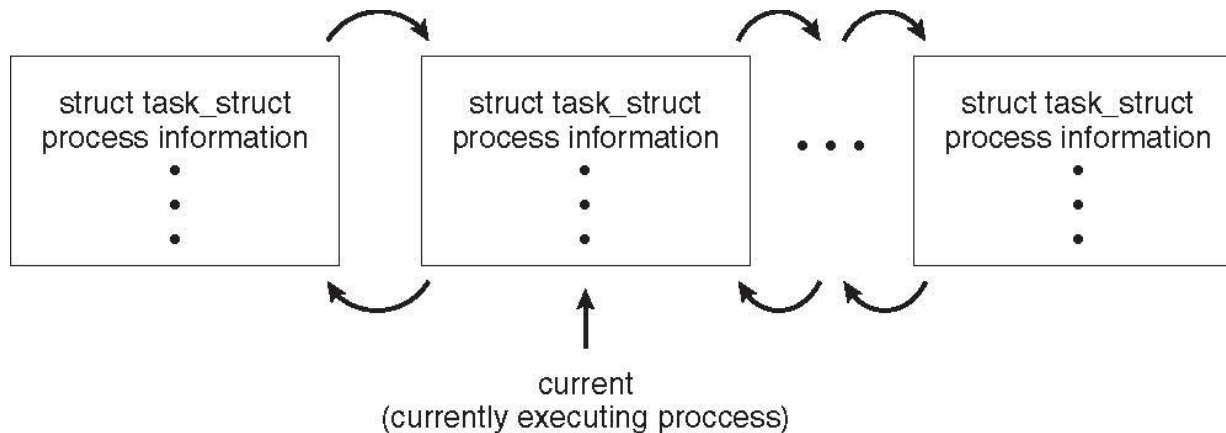 struct task_struct
process information
struct task_struct
process information
struct task_struct
process information
current
(currently executing proccess)